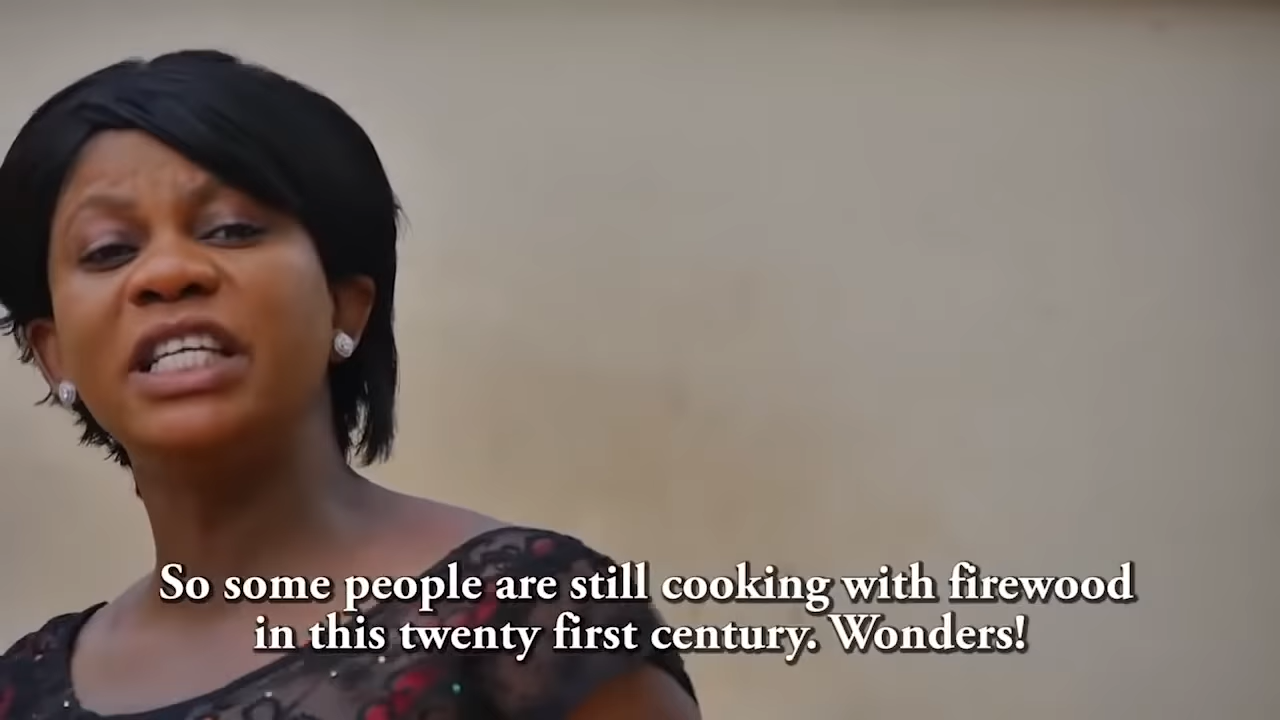 So some people are still cooking with firewood
in this twenty first century. Wonders!